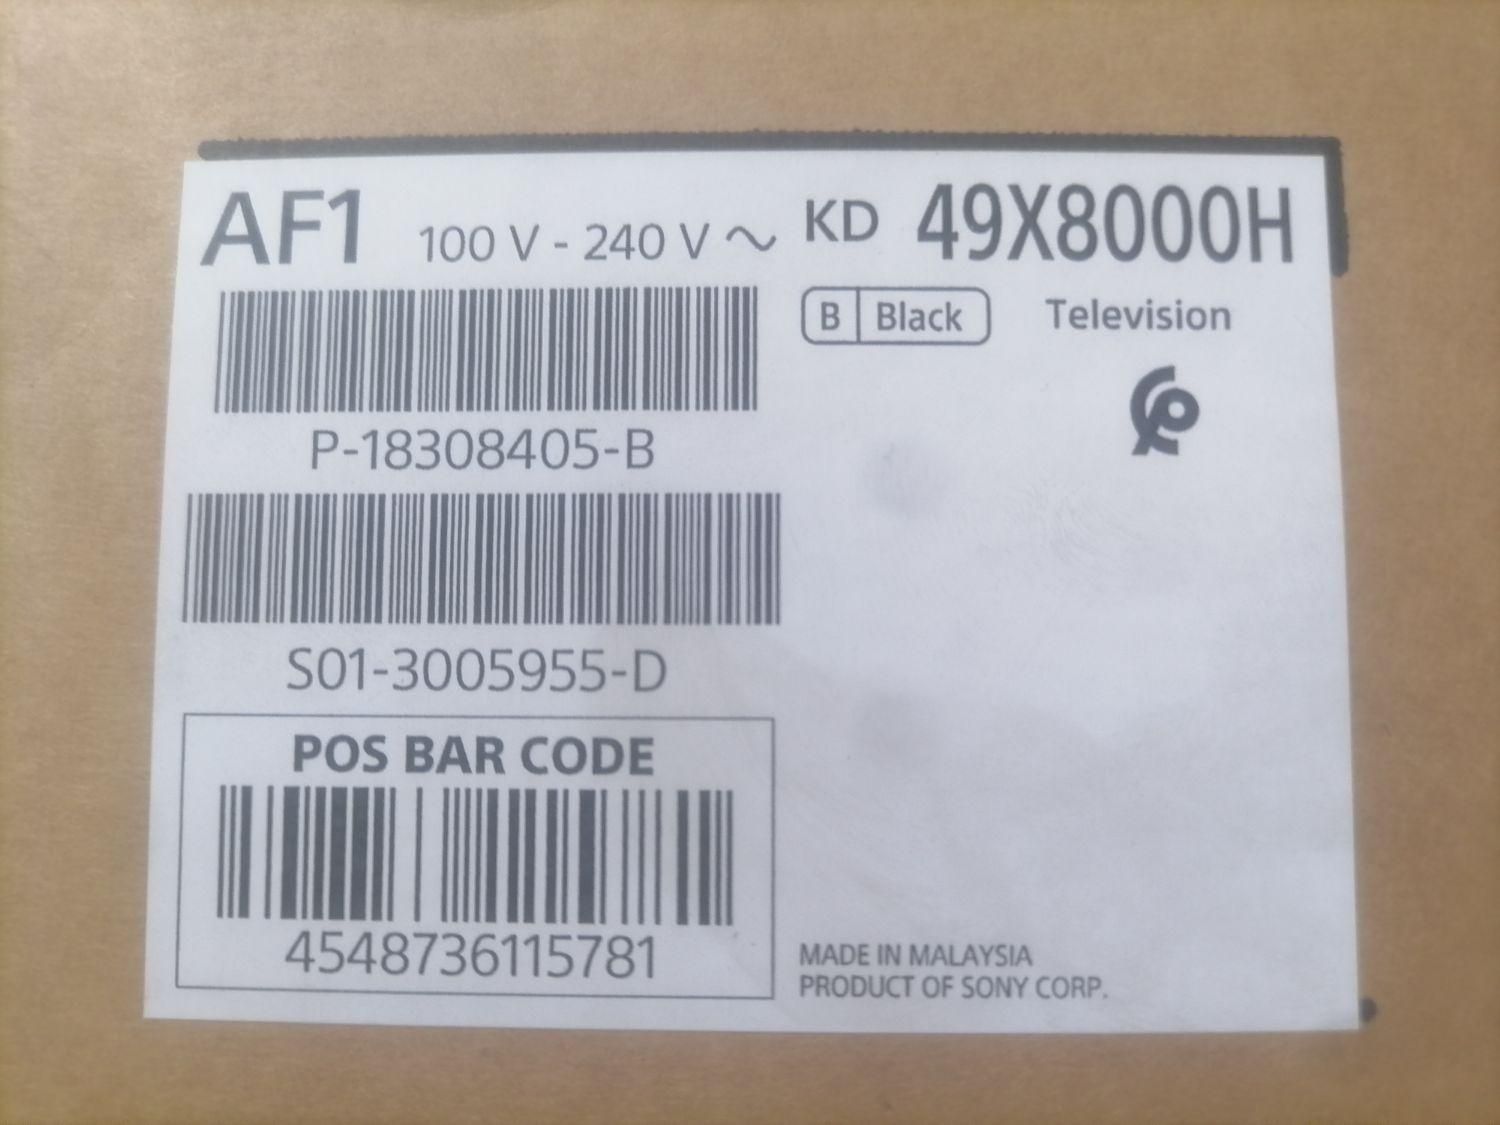 AF1 100 V - 240 V ~ KD 49X8000H
B Black Television
P-18308405-B
S01-3005955-D
POS BAR CODE
4548736115781
MADE IN MALAYSIA
PRODUCT OF SONY CORP.